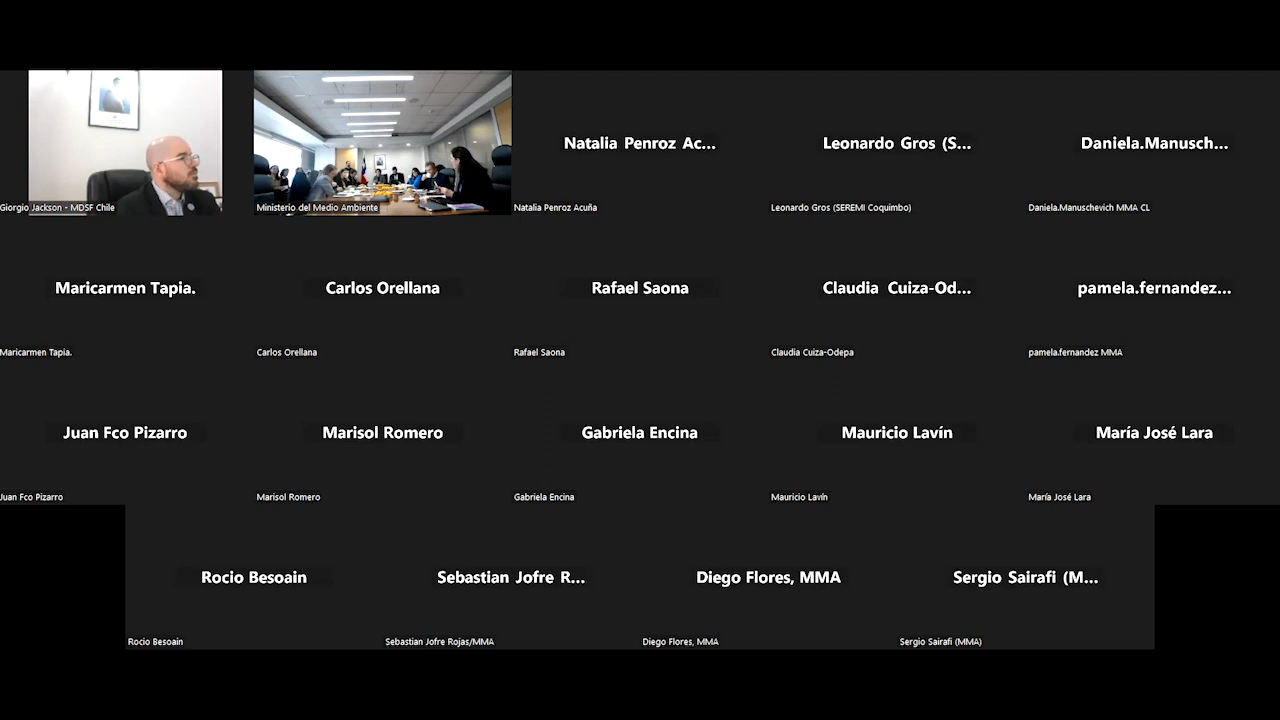 Natalia Penroz Ac...
Leonardo Gros (S...
Daniela.Manusch...
Giorgio Jackson - MDSF Chile
Ministerio del Medio Ambiente
Natalia Penroz Acuña
Leonardo Gros (SEREMI Coquimbo)
Daniela.Manuschevich MMA CL
Maricarmen Tapia.
Carlos Orellana
Rafael Saona
Claudia Cuiza-Od...
pamela.fernandez...
Maricarmen Tapia.
Carlos Orellana
Rafael Saona
Claudia Cuiza-Odepa
pamela.fernandez MMA
Juan Fco Pizarro
Marisol Romero
Gabriela Encina
Mauricio Lavín
María José Lara
Juan Fco Pizarro
Marisol Romero
Gabriela Encina
Mauricio Lavín
María José Lara
Rocio Besoain
Sebastian Jofre R...
Diego Flores, MMA
Sergio Sairafi (M...
Rocio Besoain
Sebastian Jofre Rojas/MMA
Diego Flores, MMA
Sergio Sairafi (MMA)